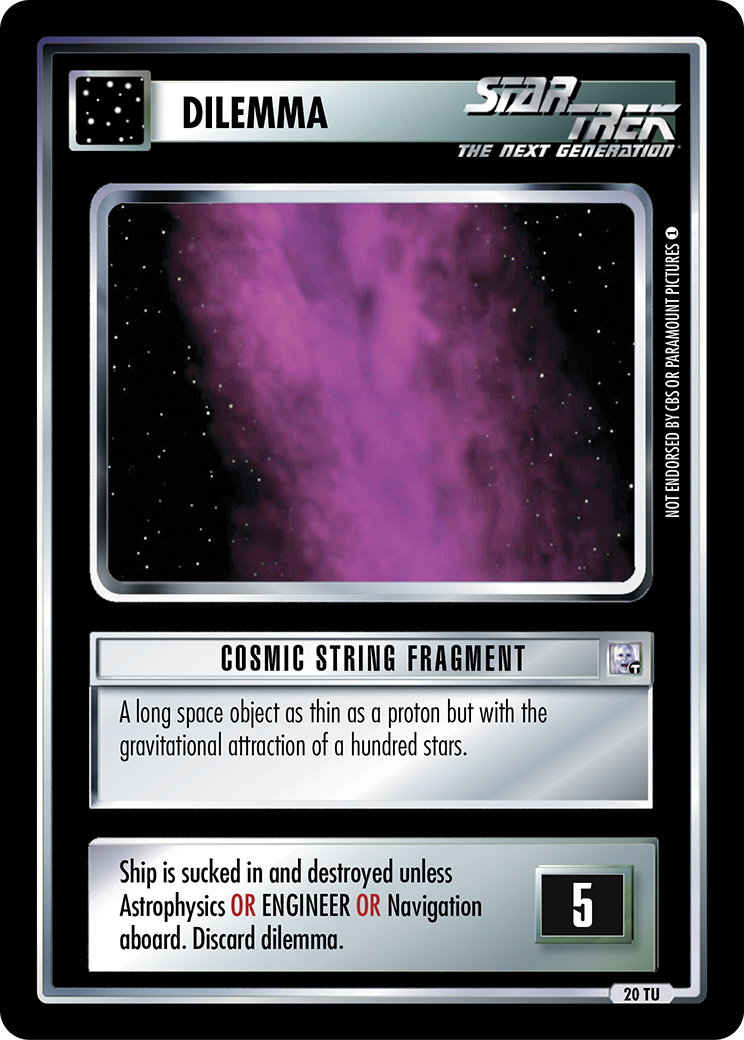 DILEMMA
STAR TREK
THE NEXT GENERATION
NOT ENDORSED BY CBS OR PARAMOUNT PICTURES 1
COSMIC STRING FRAGMENT
T
A long space object as thin as a proton but with the
gravitational attraction of a hundred stars.
Ship is sucked in and destroyed unless
Astrophysics OR ENGINEER OR Navigation
aboard. Discard dilemma.
5
20 TU